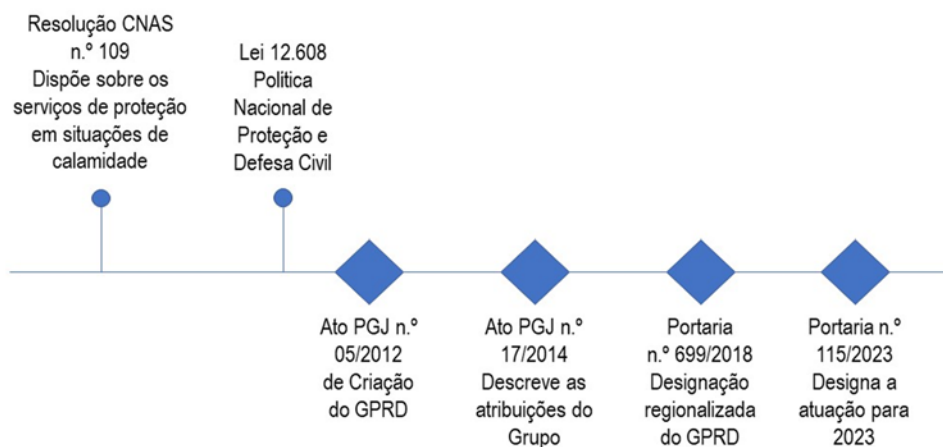 Resolução CNAS
n.º 109
Dispõe sobre os
serviços de proteção
em situações de
calamidade
Lei 12.608
Politica
Nacional de
Proteção e
Defesa Civil
Ato PGJ n.º
05/2012
de Criação
do GPRD
Ato PGJ n.º
17/2014
Descreve as
atribuições do
Grupo
Portaria
n.º 699/2018
Designação
regionalizada
do GPRD
Portaria n.º
115/2023
Designa a
atuação para
2023